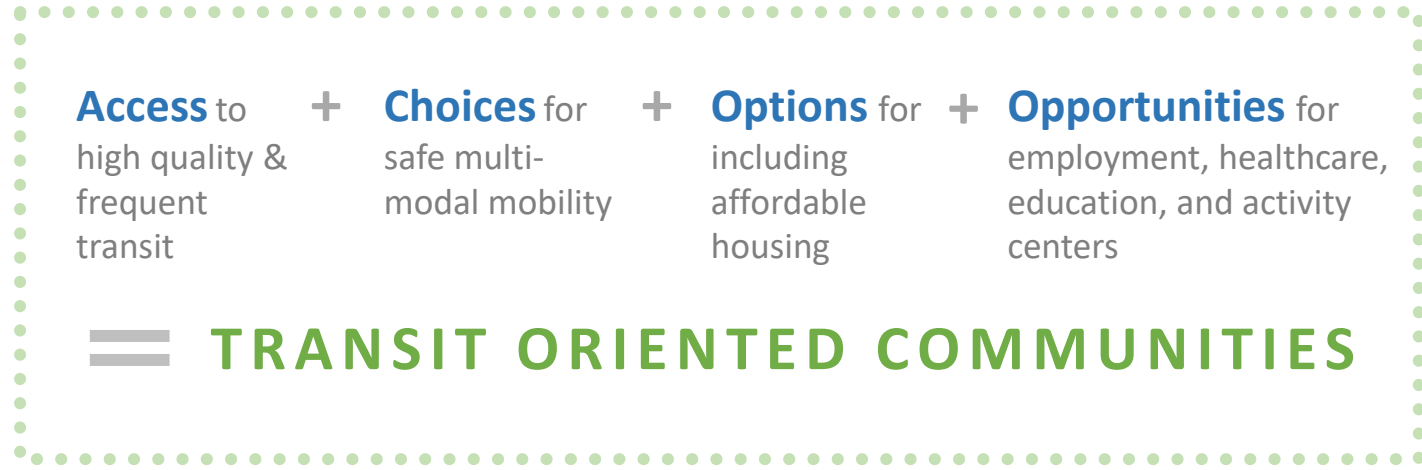 Access to
high quality &
frequent
transit
+
Choices for
safe multi-
modal mobility
+
Options for
including
affordable
housing
+
Opportunities for
employment, healthcare,
education, and activity
centers
= TRANSIT ORIENTED COMMUNITIES